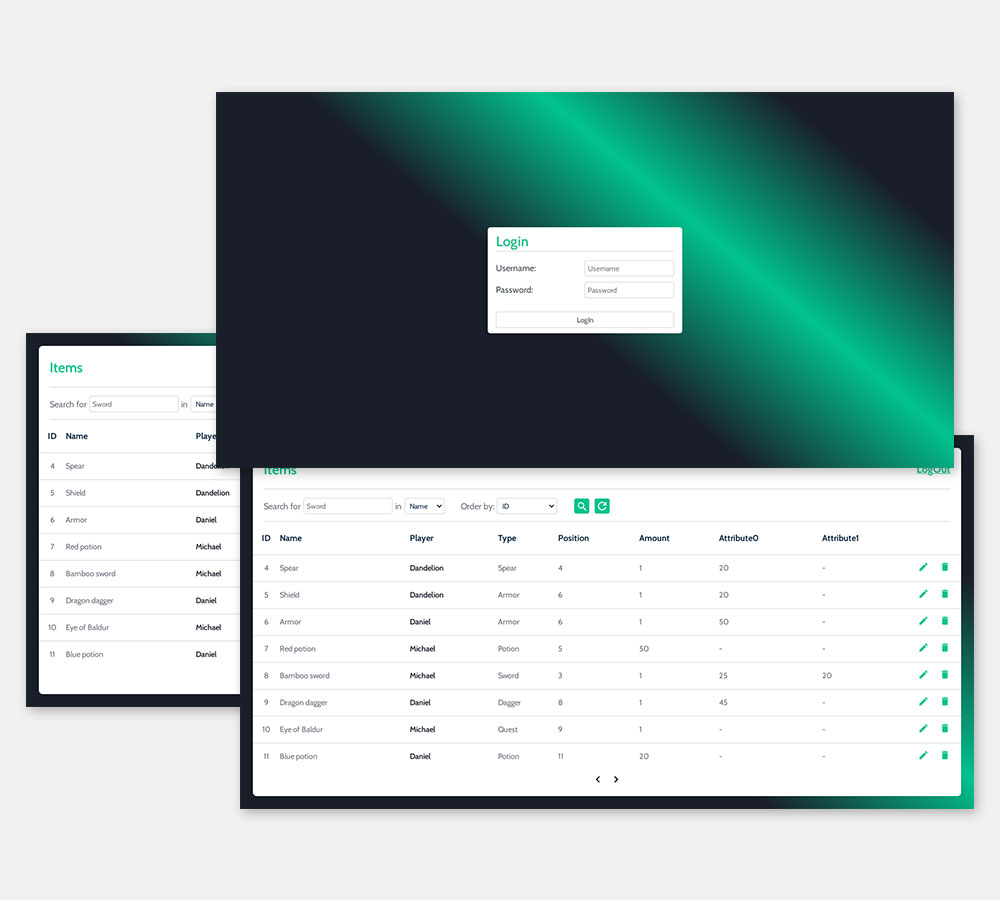 Login
Username: Username
Password: Password
LogIn
Items
Search for Sword in Name
ID Name Playe
4 Spear Dandelion
5 Shield Dandelion
6 Armor Daniel
7 Red potion Michael
8 Bamboo sword Michael
9 Dragon dagger Daniel
10 Eye of Baldur Michael
11 Blue potion Daniel
Items LogOut
Search for Sword in Name Order by: ID
ID Name Player Type Position Amount Attribute0 Attribute1
4 Spear Dandelion Spear 4 1 20 -
5 Shield Dandelion Armor 6 1 20 -
6 Armor Daniel Armor 6 1 50 -
7 Red potion Michael Potion 5 50 - -
8 Bamboo sword Michael Sword 3 1 25 20
9 Dragon dagger Daniel Dagger 8 1 45 -
10 Eye of Baldur Michael Quest 9 1 - -
11 Blue potion Daniel Potion 11 20 - -